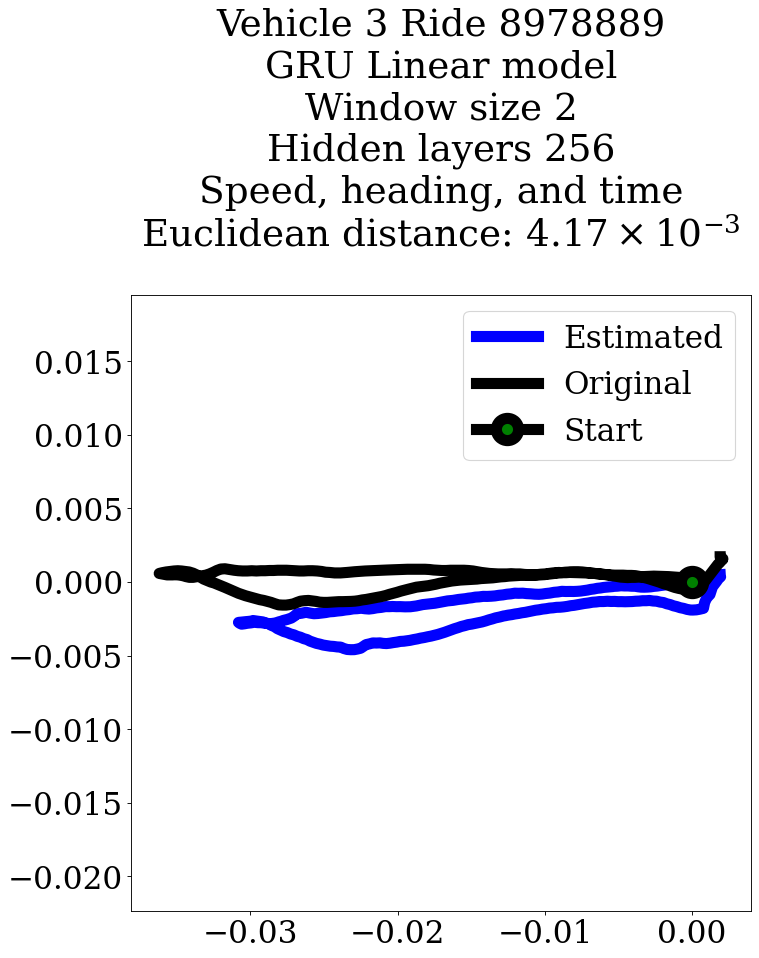 Vehicle 3 Ride 8978889
GRU Linear model
Window size 2
Hidden layers 256
Speed, heading, and time
Euclidean distance: 4.17 × 10⁻³
Estimated
Original
Start
0.015
0.010
0.005
0.000
−0.005
−0.010
−0.015
−0.020
−0.03 −0.02 −0.01 0.00